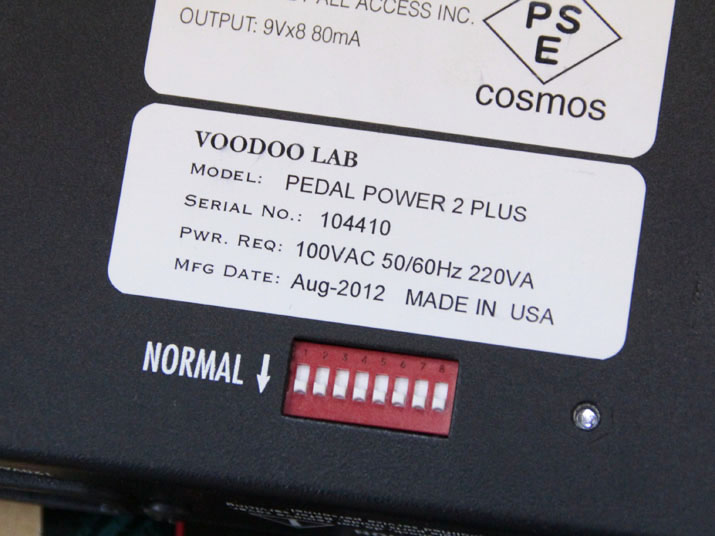 ALL ACCESS INC.
OUTPUT: 9Vx8 80mA
PS
E
cosmos
VOODOO LAB
MODEL: PEDAL POWER 2 PLUS
SERIAL NO.: 104410
PWR. REQ: 100VAC 50/60Hz 220VA
MFG DATE: Aug-2012 MADE IN USA
NORMAL ↓
1 2 3 4 5 6 7 8